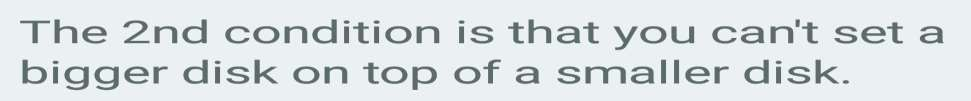 The 2nd condition is that you can't set a
bigger disk on top of a smaller disk.